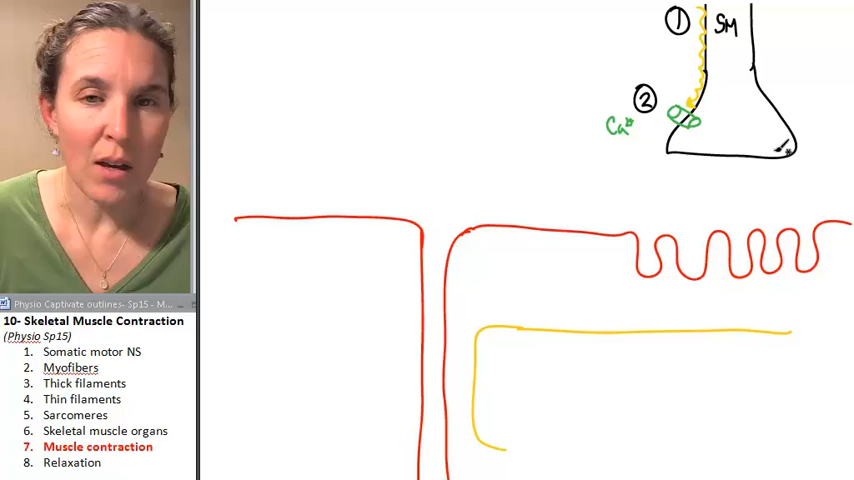 ① SM
②
Physio Captivate outlines- Sp15 - M...
10- Skeletal Muscle Contraction
(Physio Sp15)
1. Somatic motor NS
2. Myofibers
3. Thick filaments
4. Thin filaments
5. Sarcomeres
6. Skeletal muscle organs
7. Muscle contraction
8. Relaxation